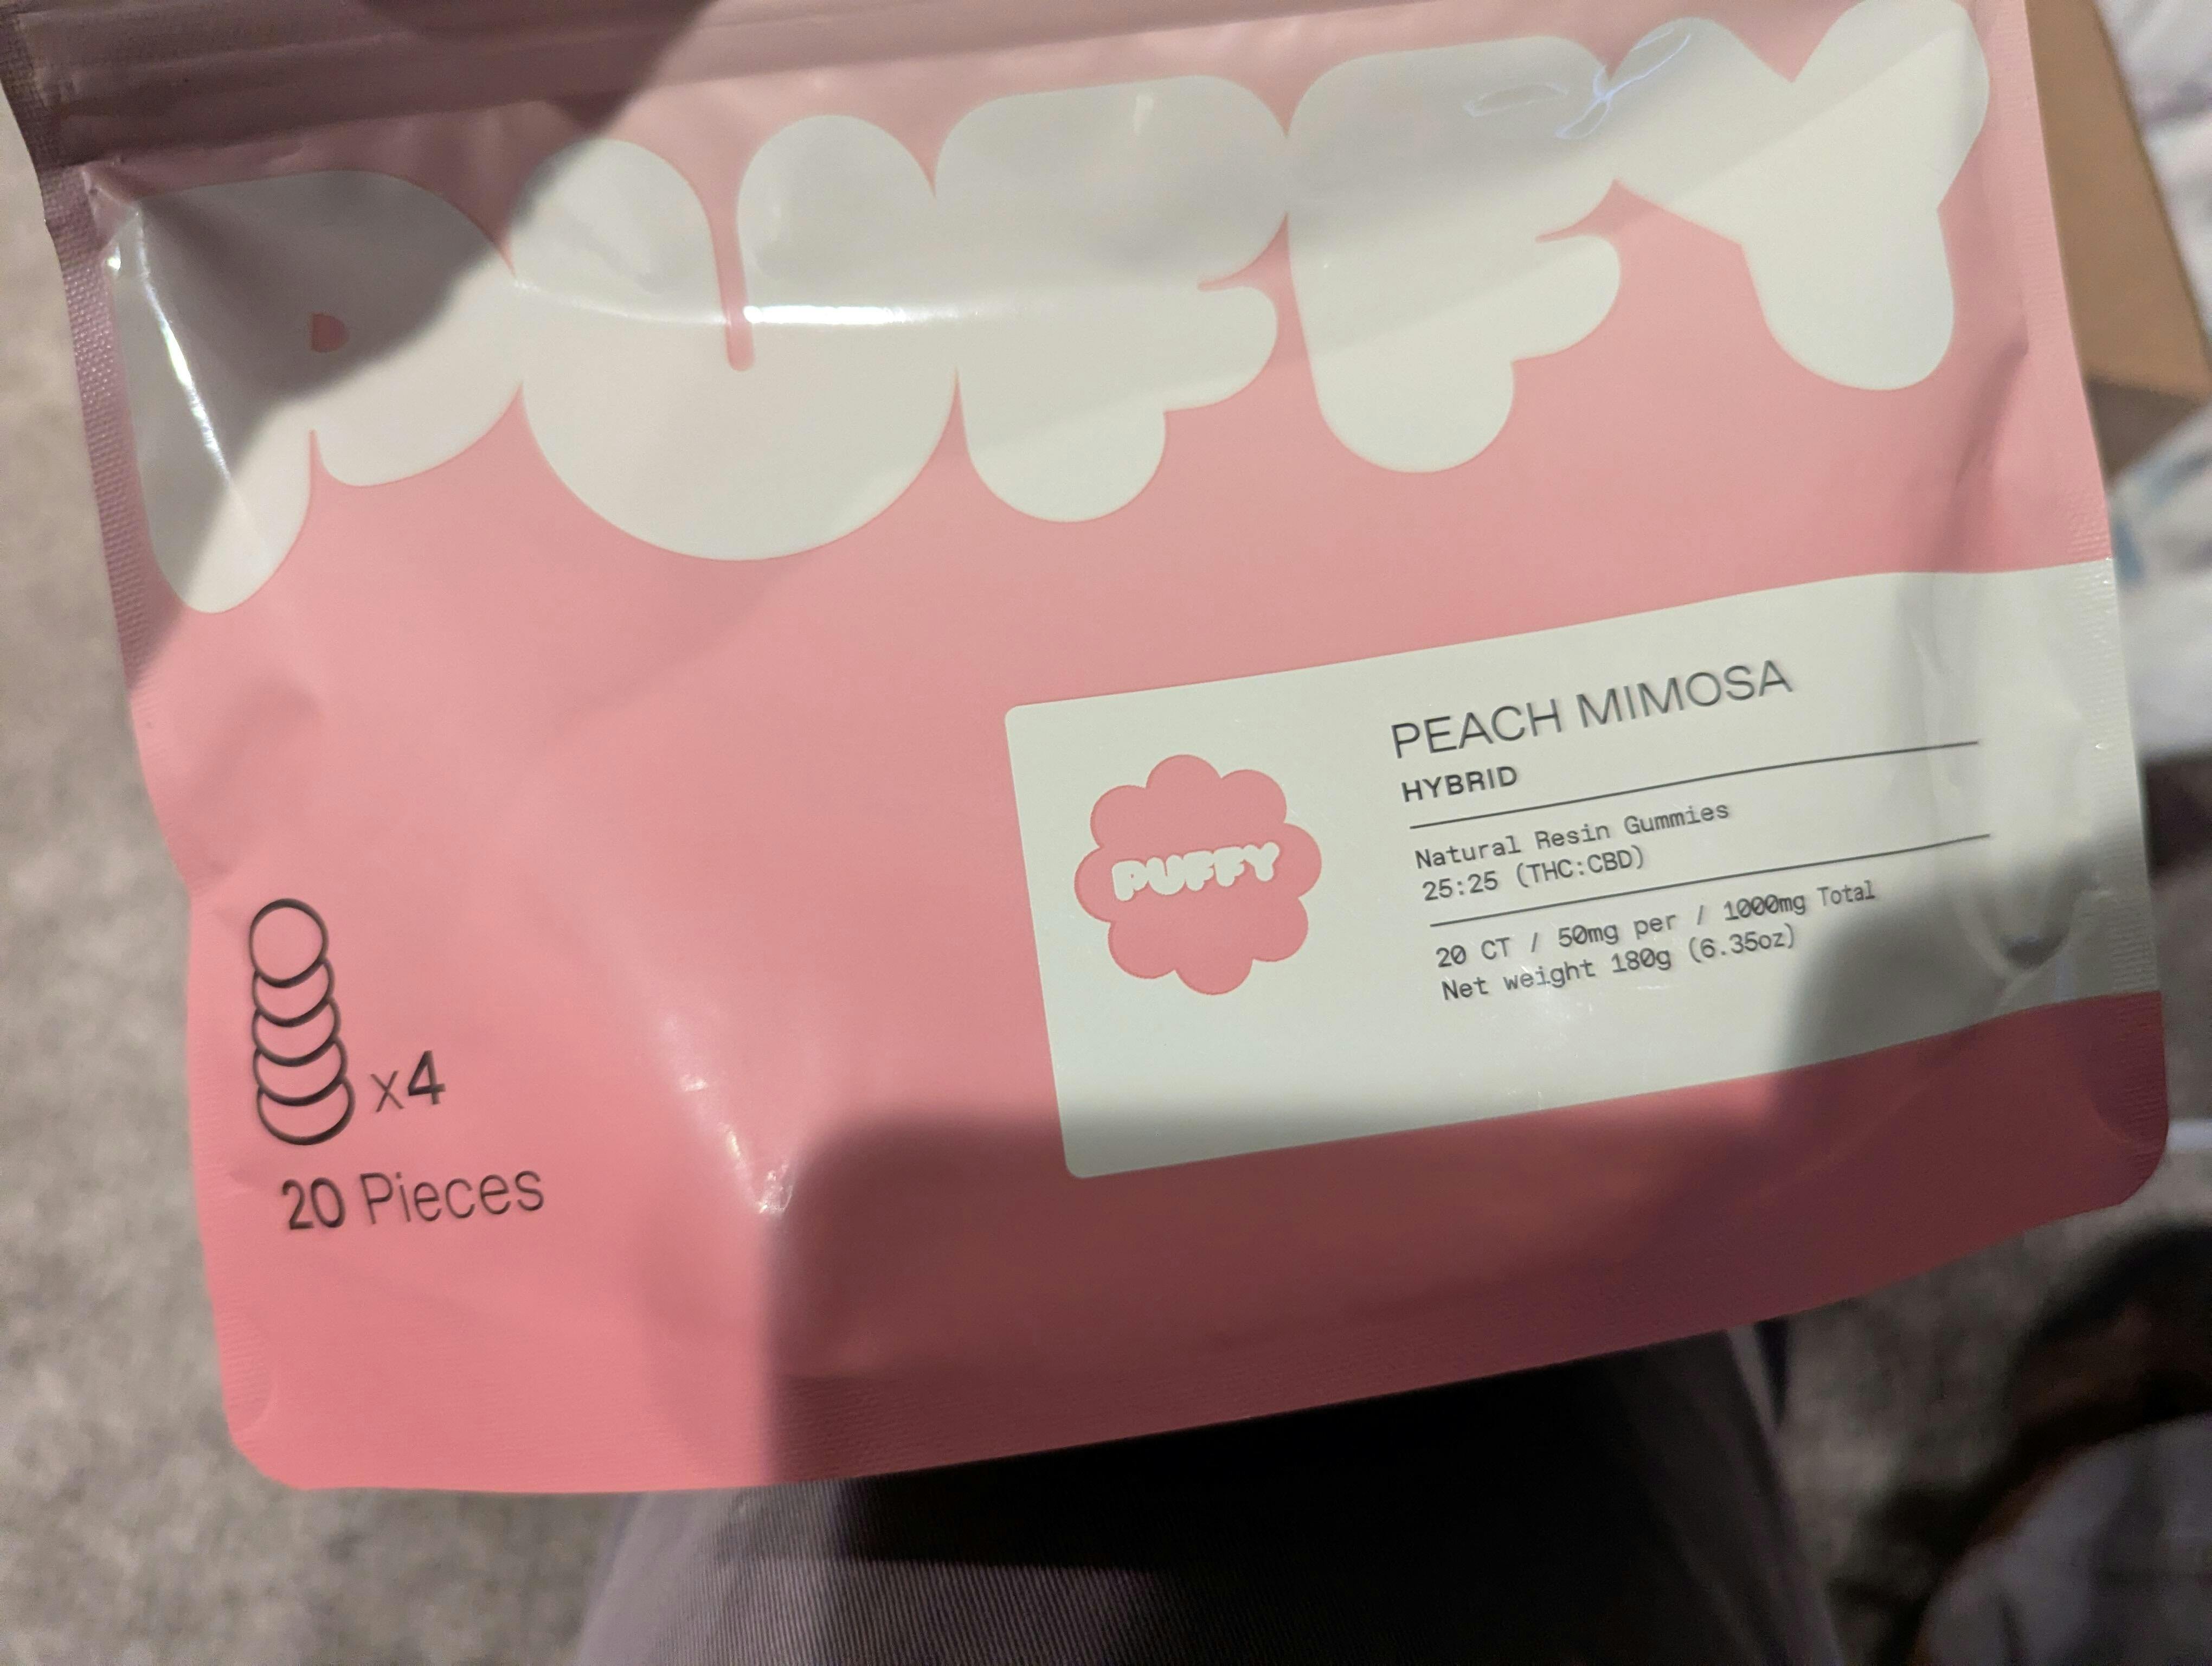 PUFFY
PEACH MIMOSA
HYBRID
Natural Resin Gummies
25:25 (THC:CBD)
20 CT / 50mg per / 1000mg Total
Net weight 180g (6.35oz)
PUFFY
x4
20 Pieces